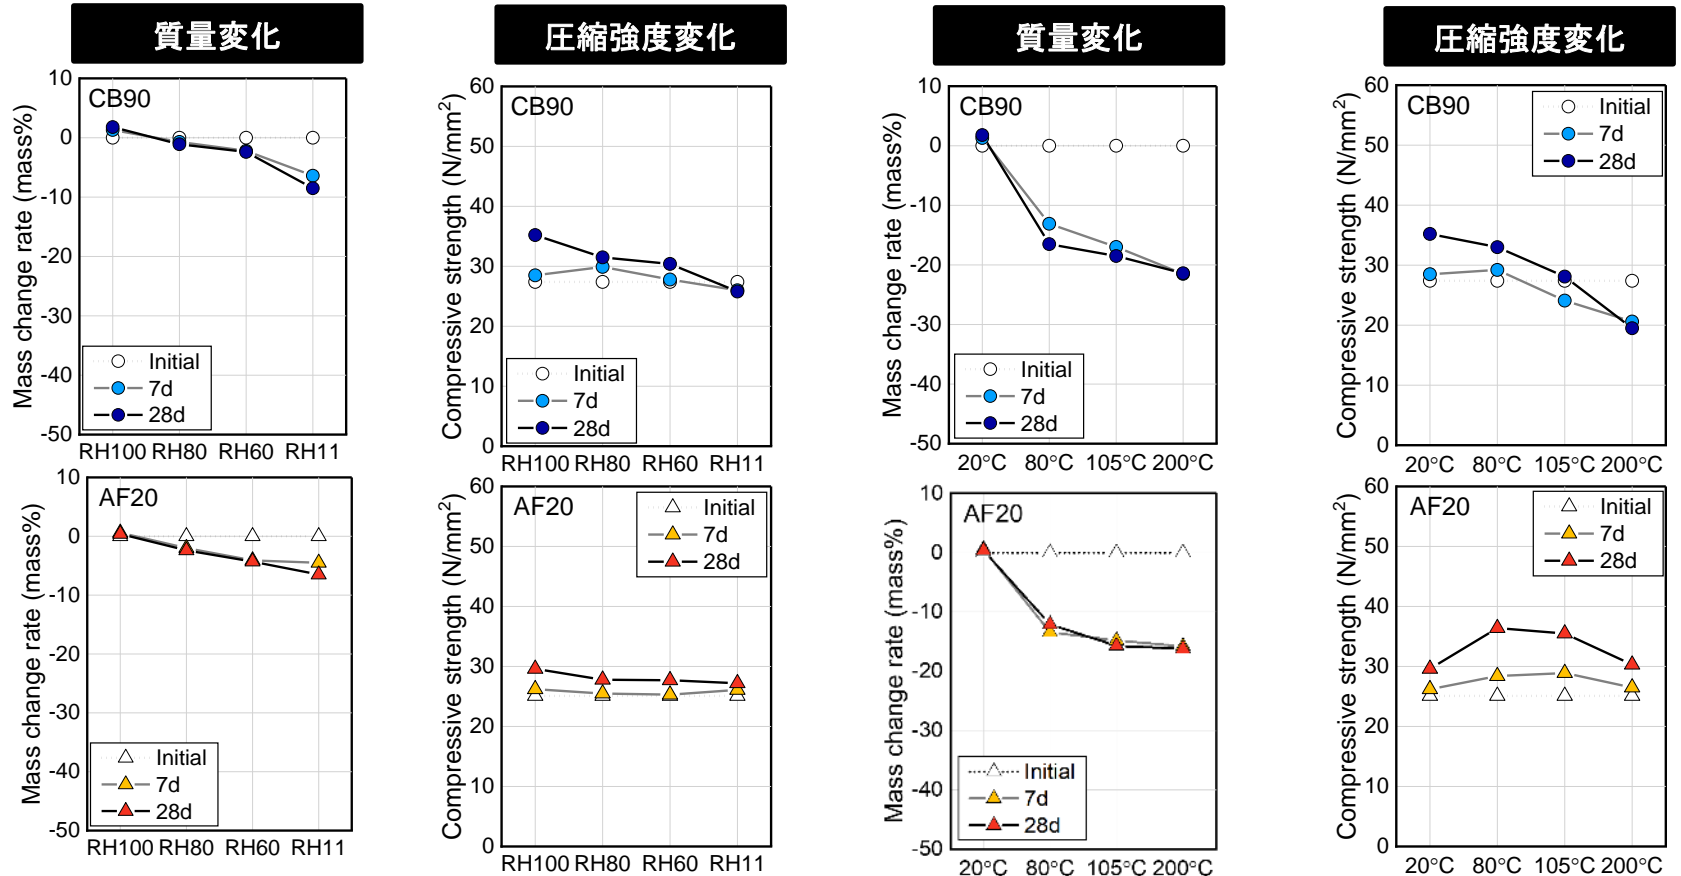 質量変化
圧縮強度変化
質量変化
圧縮強度変化
CB90
Mass change rate (mass%)
10
0
-10
-20
-30
-40
-50
Initial
7d
28d
RH100 RH80 RH60 RH11
CB90
Compressive strength (N/mm²)
60
50
40
30
20
10
0
Initial
7d
28d
RH100 RH80 RH60 RH11
CB90
Mass change rate (mass%)
10
0
-10
-20
-30
-40
-50
Initial
7d
28d
20°C 80°C 105°C 200°C
CB90
Compressive strength (N/mm²)
60
50
40
30
20
10
0
Initial
7d
28d
20°C 80°C 105°C 200°C
AF20
Mass change rate (mass%)
10
0
-10
-20
-30
-40
-50
Initial
7d
28d
RH100 RH80 RH60 RH11
AF20
Compressive strength (N/mm²)
60
50
40
30
20
10
0
Initial
7d
28d
RH100 RH80 RH60 RH11
AF20
Mass change rate (mass%)
10
0
-10
-20
-30
-40
-50
Initial
7d
28d
20°C 80°C 105°C 200°C
AF20
Compressive strength (N/mm²)
60
50
40
30
20
10
0
Initial
7d
28d
20°C 80°C 105°C 200°C